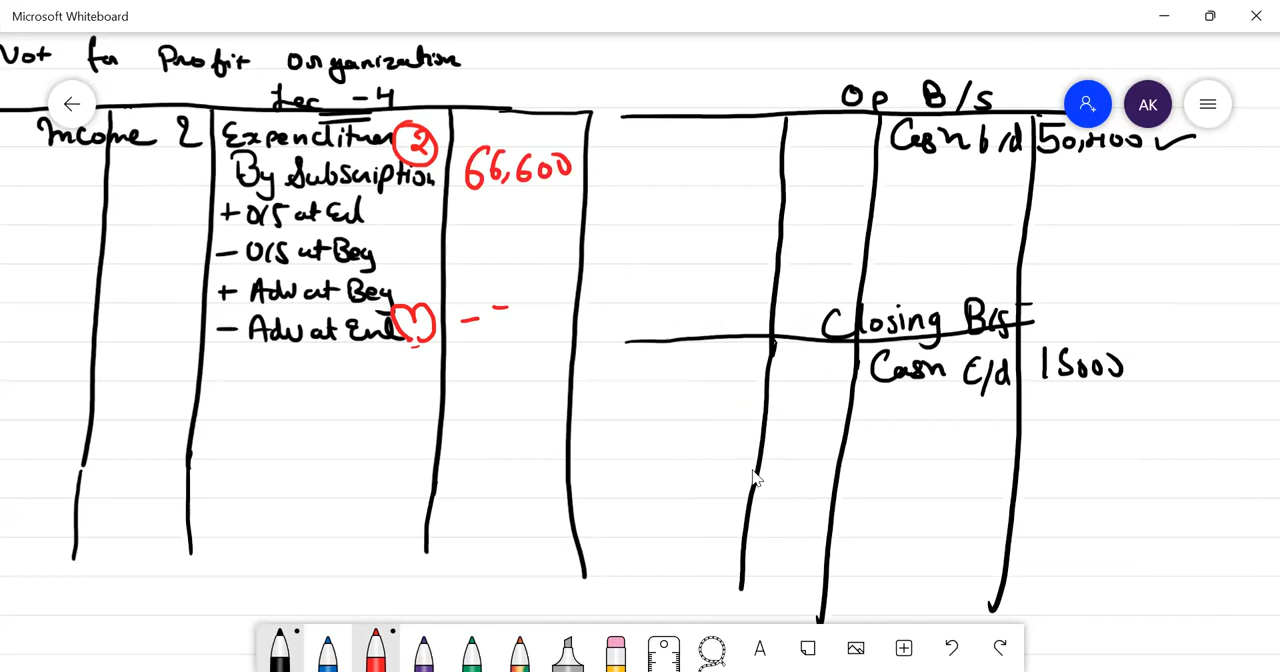 Microsoft Whiteboard
Not for Profit Organization
Lec - 4
Income & Expenditure 2
By Subscription 66,600
+ O/S at End
- O/S at Beg
+ Adv at Beg
- Adv at End - -
Op B/s
Cash b/d 50,400
Closing B/s
Cash C/d 15000
AK
A